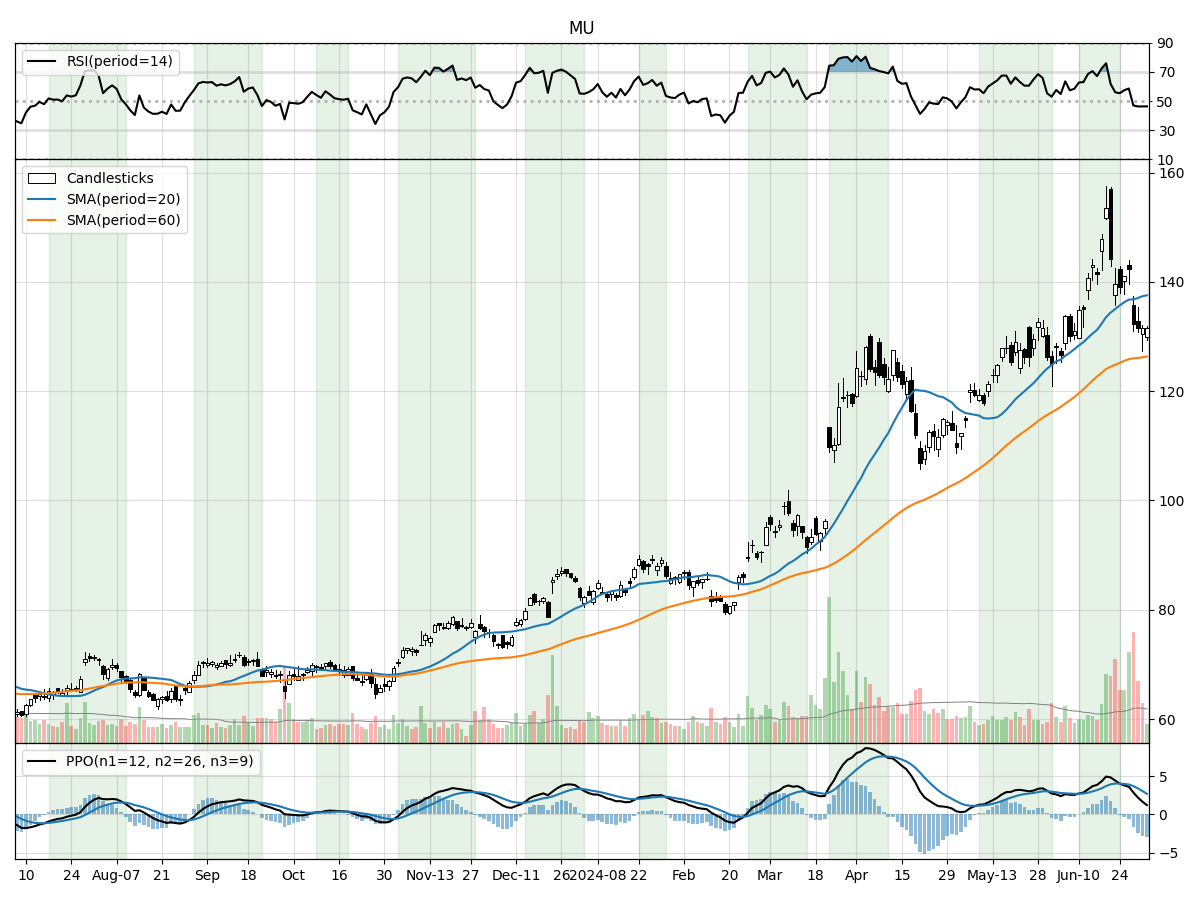 MU
RSI(period=14)
90
70
50
30
10
Candlesticks
SMA(period=20)
SMA(period=60)
160
140
120
100
80
60
PPO(n1=12, n2=26, n3=9)
5
0
−5
10 24 Aug-07 21 Sep 18 Oct 16 30 Nov-13 27 Dec-11 26 2024-08 22 Feb 20 Mar 18 Apr 15 29 May-13 28 Jun-10 24